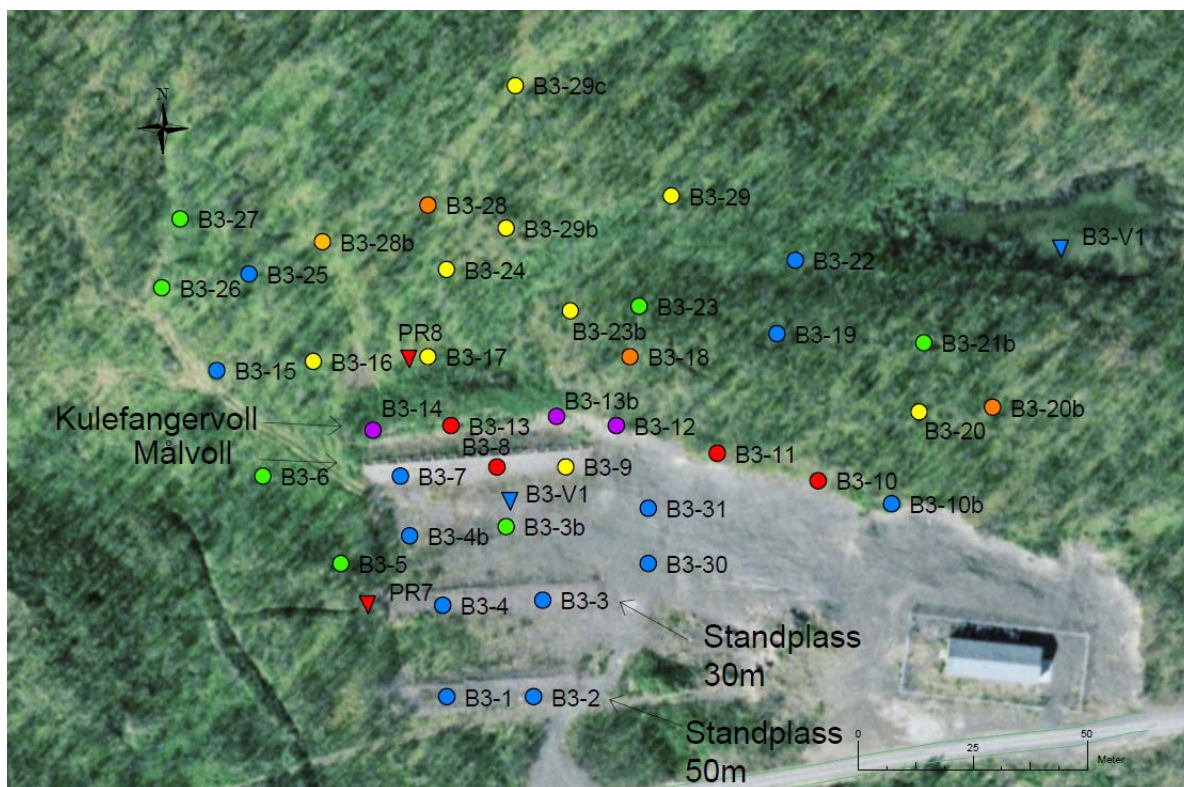 B3-29c
N
B3-29
B3-28
B3-27
B3-29b
B3-28b
B3-V1
B3-22
B3-24
B3-25
B3-26
B3-23
B3-23b
B3-19
PR8
B3-21b
B3-17
B3-18
B3-16
B3-15
B3-20b
B3-20
B3-13b
Kulefangervoll
B3-14
B3-13
B3-12
Målvoll
B3-8
B3-11
B3-9
B3-6
B3-7
B3-10
B3-V1
B3-10b
B3-31
B3-3b
B3-4b
B3-5
B3-30
PR7
B3-4
B3-3
Standplass
30m
B3-1
B3-2
Standplass
50m
0 25 50
Meter